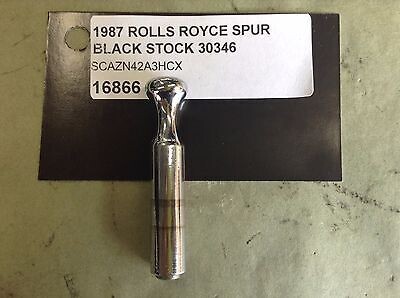 1987 ROLLS ROYCE SPUR
BLACK STOCK 30346
SCAZN42A3HCX
16866